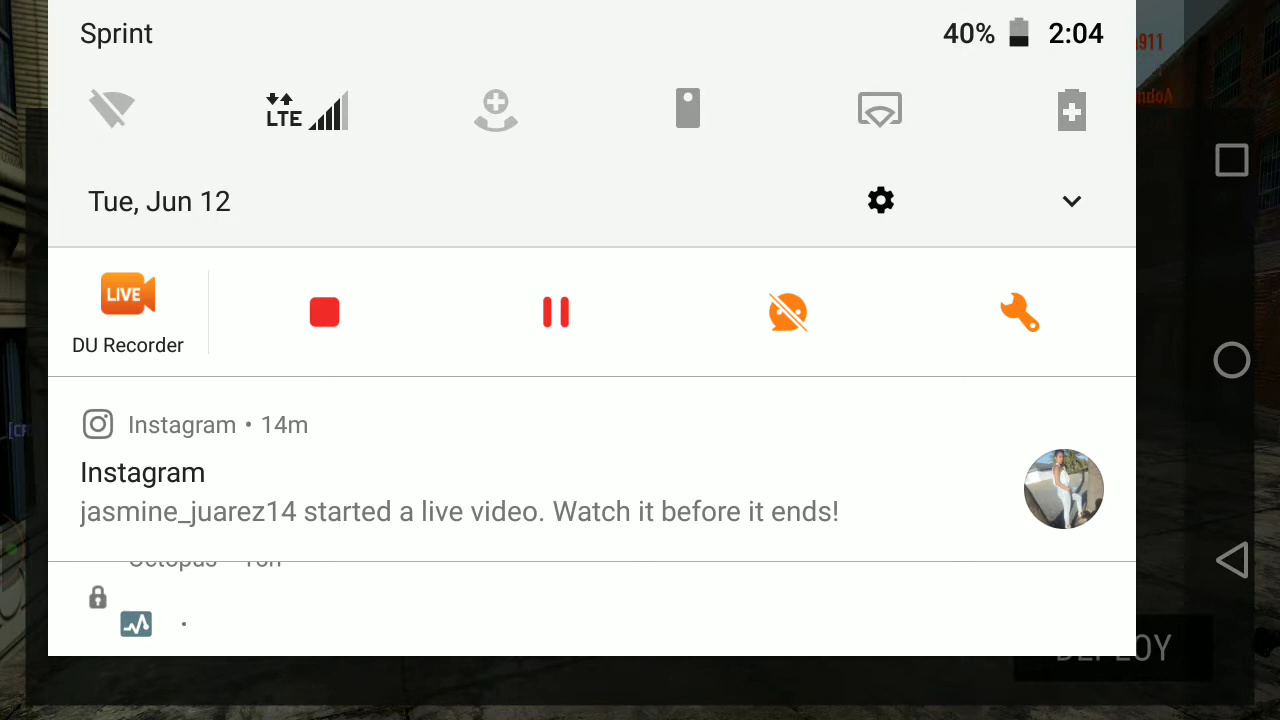 Sprint
40% 2:04
LTE
Tue, Jun 12
LIVE
DU Recorder
Instagram • 14m
Instagram
jasmine_juarez14 started a live video. Watch it before it ends!
DEPLOY